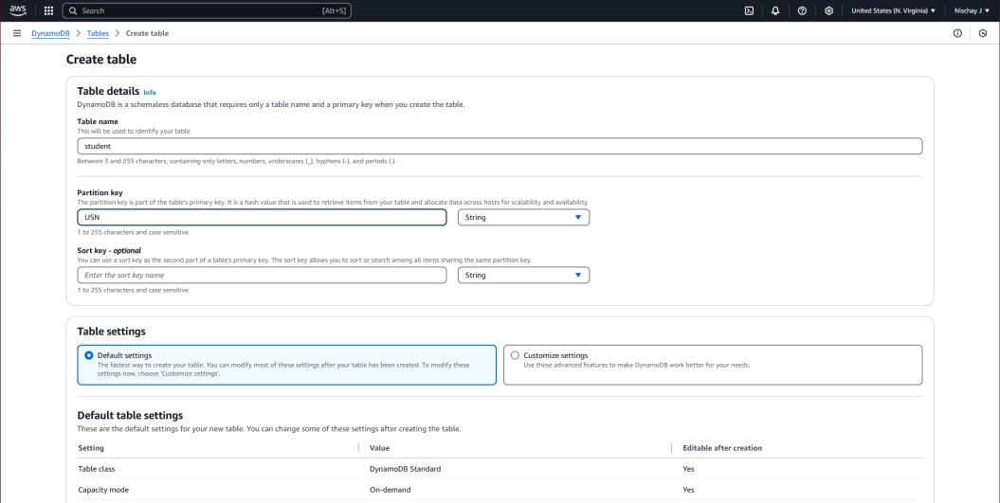 aws
Search
[Alt+S]
United States (N. Virginia) ▼
Nischay J ▼
DynamoDB > Tables > Create table
Create table
Table details Info
DynamoDB is a schemaless database that requires only a table name and a primary key when you create the table.
Table name
This will be used to identify your table.
student
Between 3 and 255 characters, containing only letters, numbers, underscores (_), hyphens (-), and periods (.).
Partition key
The partition key is part of the table's primary key. It is a hash value that is used to retrieve items from your table and allocate data across hosts for scalability and availability.
USN
String
1 to 255 characters and case sensitive.
Sort key - optional
You can use a sort key as the second part of a table's primary key. The sort key allows you to sort or search among all items sharing the same partition key.
Enter the sort key name
String
1 to 255 characters and case sensitive.
Table settings
Default settings
The fastest way to create your table. You can modify most of these settings after your table has been created. To modify these
settings now, choose 'Customize settings'.
Customize settings
Use these advanced features to make DynamoDB work better for your needs.
Default table settings
These are the default settings for your new table. You can change some of these settings after creating the table.
Setting Value Editable after creation
Table class DynamoDB Standard Yes
Capacity mode On-demand Yes